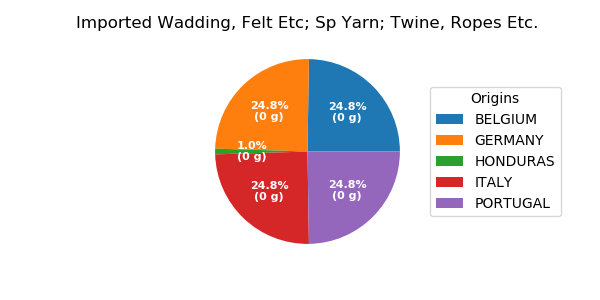 Imported Wadding, Felt Etc; Sp Yarn; Twine, Ropes Etc.
24.8%
(0 g)
24.8%
(0 g)
1.0%
(0 g)
24.8%
(0 g)
24.8%
(0 g)
Origins
BELGIUM
GERMANY
HONDURAS
ITALY
PORTUGAL